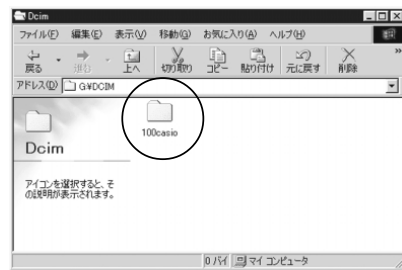 Dcim
ファイル(F) 編集(E) 表示(V) 移動(G) お気に入り(A) ヘルプ(H)
戻る 進む 上へ 切り取り コピー 貼り付け 元に戻す 削除 »
アドレス(D) G:¥DCIM
100casio
Dcim
アイコンを選択すると、そ
の説明が表示されます。
0 バイト マイ コンピュータ